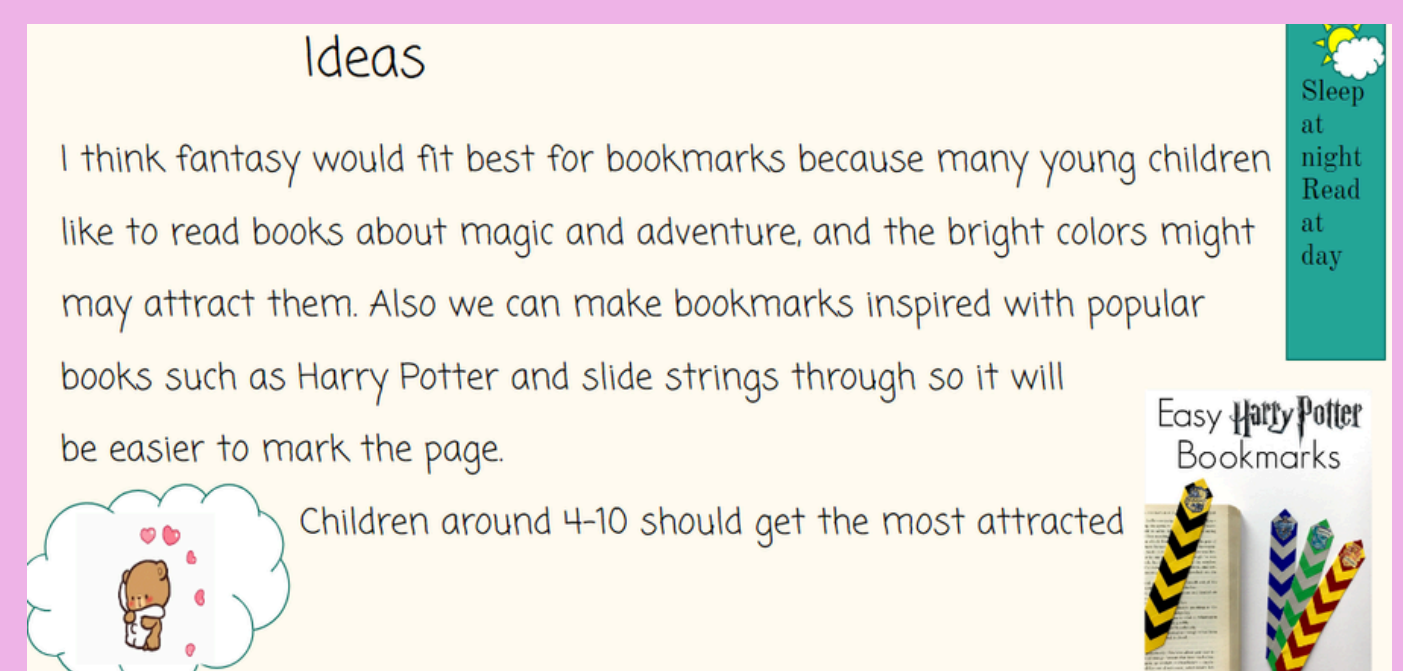 Ideas
I think fantasy would fit best for bookmarks because many young children
like to read books about magic and adventure, and the bright colors might
may attract them. Also we can make bookmarks inspired with popular
books such as Harry Potter and slide strings through so it will
be easier to mark the page.
Children around 4-10 should get the most attracted
Sleep
at
night
Read
at
day
Easy Harry Potter
Bookmarks